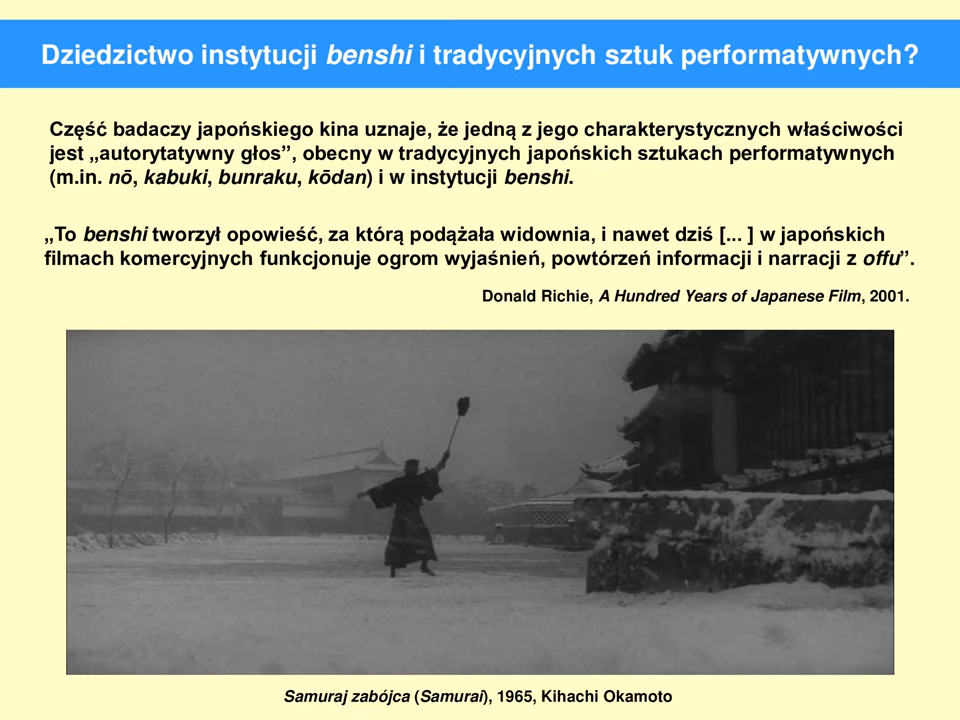 Dziedzictwo instytucji benshi i tradycyjnych sztuk performatywnych?
Część badaczy japońskiego kina uznaje, że jedną z jego charakterystycznych właściwości
jest „autorytatywny głos”, obecny w tradycyjnych japońskich sztukach performatywnych
(m.in. nō, kabuki, bunraku, kōdan) i w instytucji benshi.
„To benshi tworzył opowieść, za którą podążała widownia, i nawet dziś [... ] w japońskich
filmach komercyjnych funkcjonuje ogrom wyjaśnień, powtórzeń informacji i narracji z offu”.
Donald Richie, A Hundred Years of Japanese Film, 2001.
Samuraj zabójca (Samurai), 1965, Kihachi Okamoto